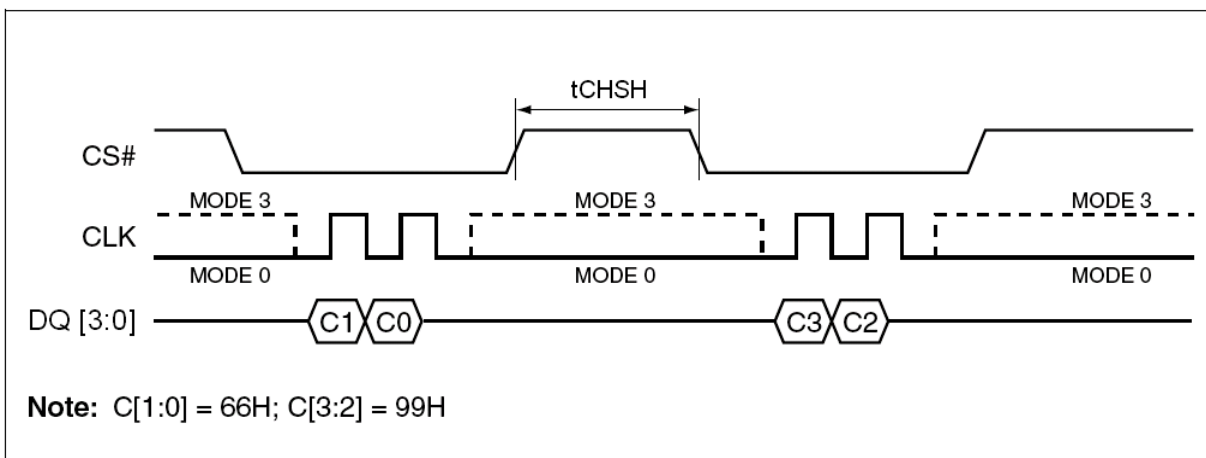 tCHSH
CS#
MODE 3 MODE 3 MODE 3
CLK
MODE 0 MODE 0 MODE 0
DQ [3:0] C1 C0 C3 C2
Note: C[1:0] = 66H; C[3:2] = 99H